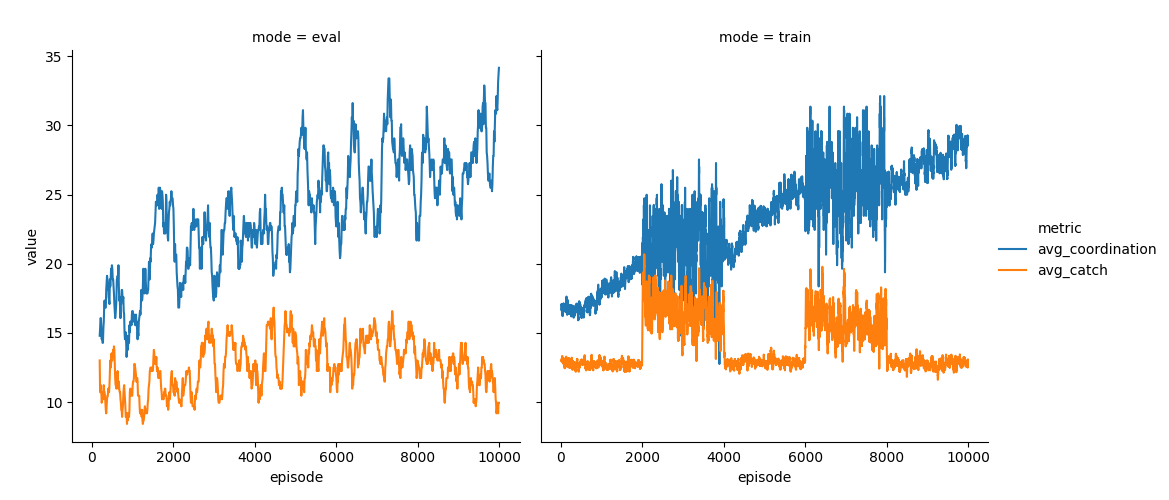 mode = eval
mode = train
35
30
25
20
15
10
value
0
2000
4000
6000
8000
10000
episode
0
2000
4000
6000
8000
10000
episode
metric
avg_coordination
avg_catch